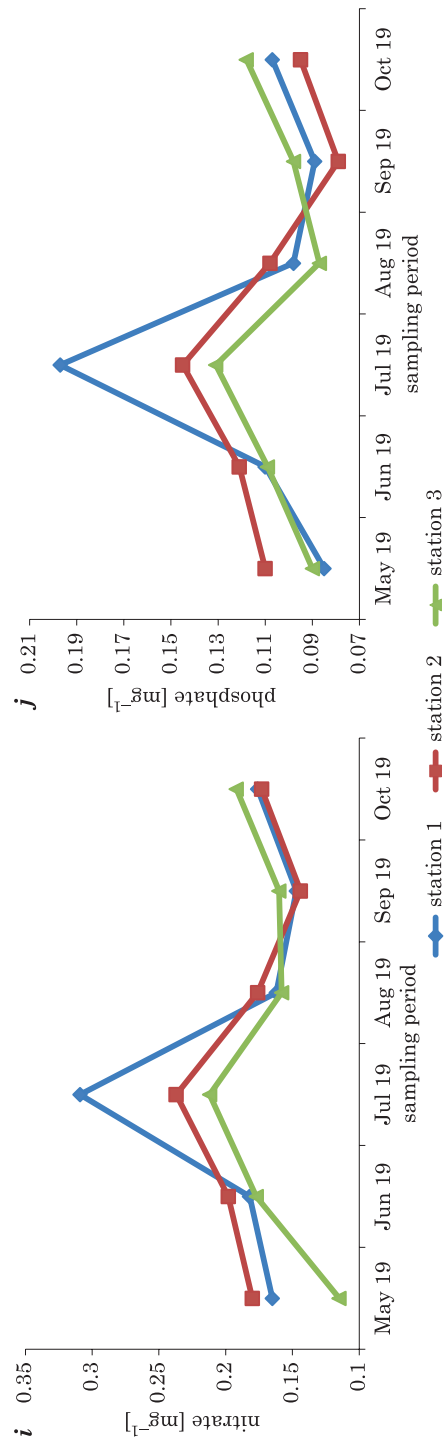 i
0.35
0.3
0.25
0.2
0.15
0.1
nitrate [mg⁻¹]
May 19
Jun 19
Jul 19
Aug 19
Sep 19
Oct 19
sampling period
j
0.21
0.19
0.17
0.15
0.13
0.11
0.09
0.07
phosphate [mg⁻¹]
May 19
Jun 19
Jul 19
Aug 19
Sep 19
Oct 19
sampling period
station 1
station 2
station 3